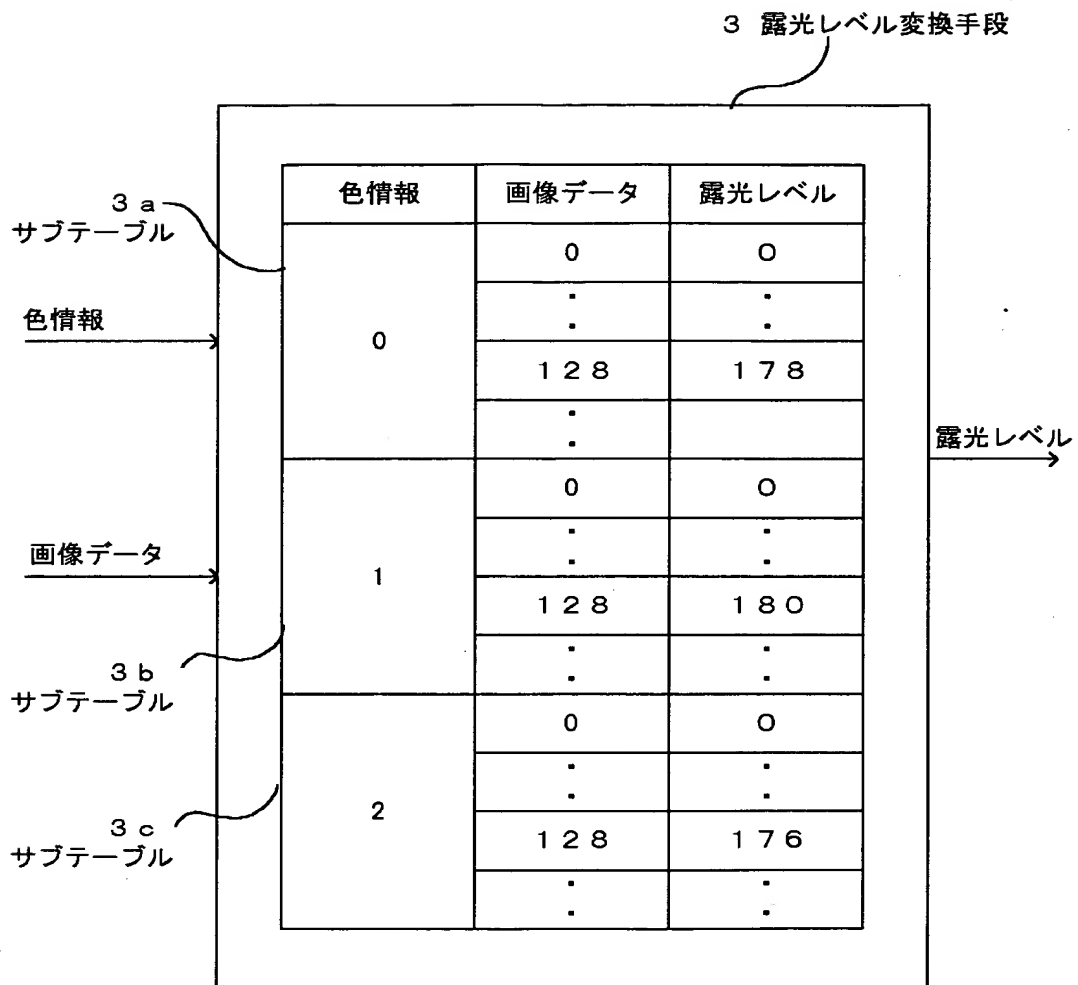 3 露光レベル変換手段
色情報 画像データ 露光レベル
3a
サブテーブル
0 0
: :
色情報
0
128 178
:
露光レベル
0 0
: :
画像データ
1
128 180
: :
3b
サブテーブル
0 0
: :
2
3c
サブテーブル
128 176
: :